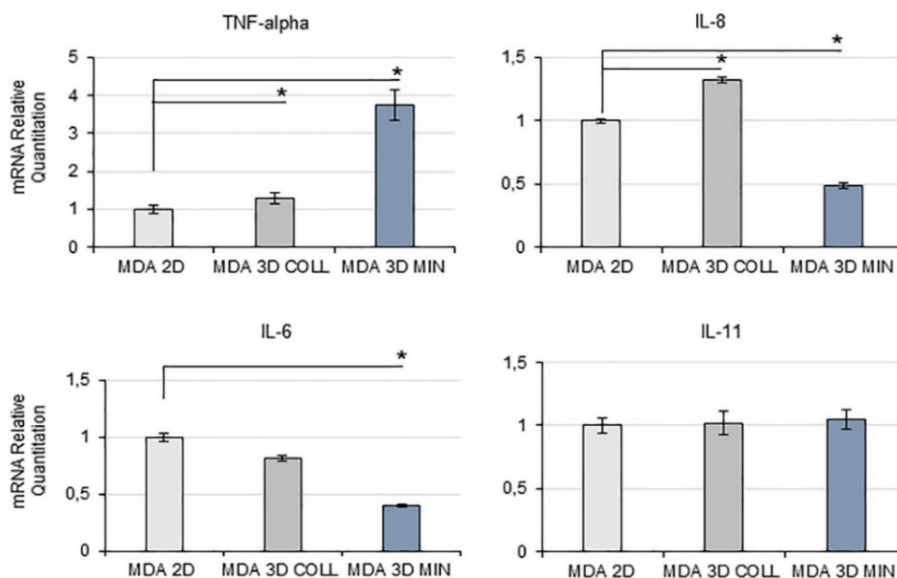 TNF-alpha
mRNA Relative
Quantitation
5
4
3
2
1
0
*
*
MDA 2D
MDA 3D COLL
MDA 3D MIN
IL-8
1,5
1
0,5
0
*
*
MDA 2D
MDA 3D COLL
MDA 3D MIN
IL-6
mRNA Relative
Quantitation
1,5
1
0,5
0
*
MDA 2D
MDA 3D COLL
MDA 3D MIN
IL-11
1,5
1
0,5
0
MDA 2D
MDA 3D COLL
MDA 3D MIN